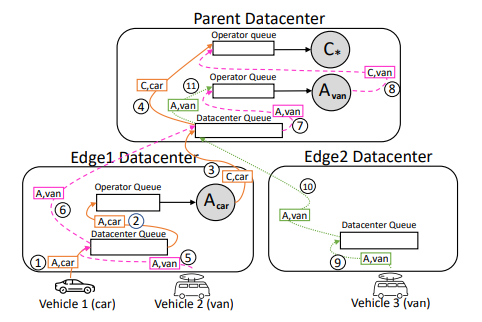 Parent Datacenter
Operator queue
C*
C,car
4
11
Operator Queue
A,van
A van
C,van
8
Datacenter Queue
A,van
7
Edge1 Datacenter
Edge2 Datacenter
3
C,car
10
A,van
6
Operator Queue
A car
A,car
2
A,van
Datacenter Queue
Datacenter Queue
1
A,car
A,van
5
9
A,van
Vehicle 1 (car)
Vehicle 2 (van)
Vehicle 3 (van)